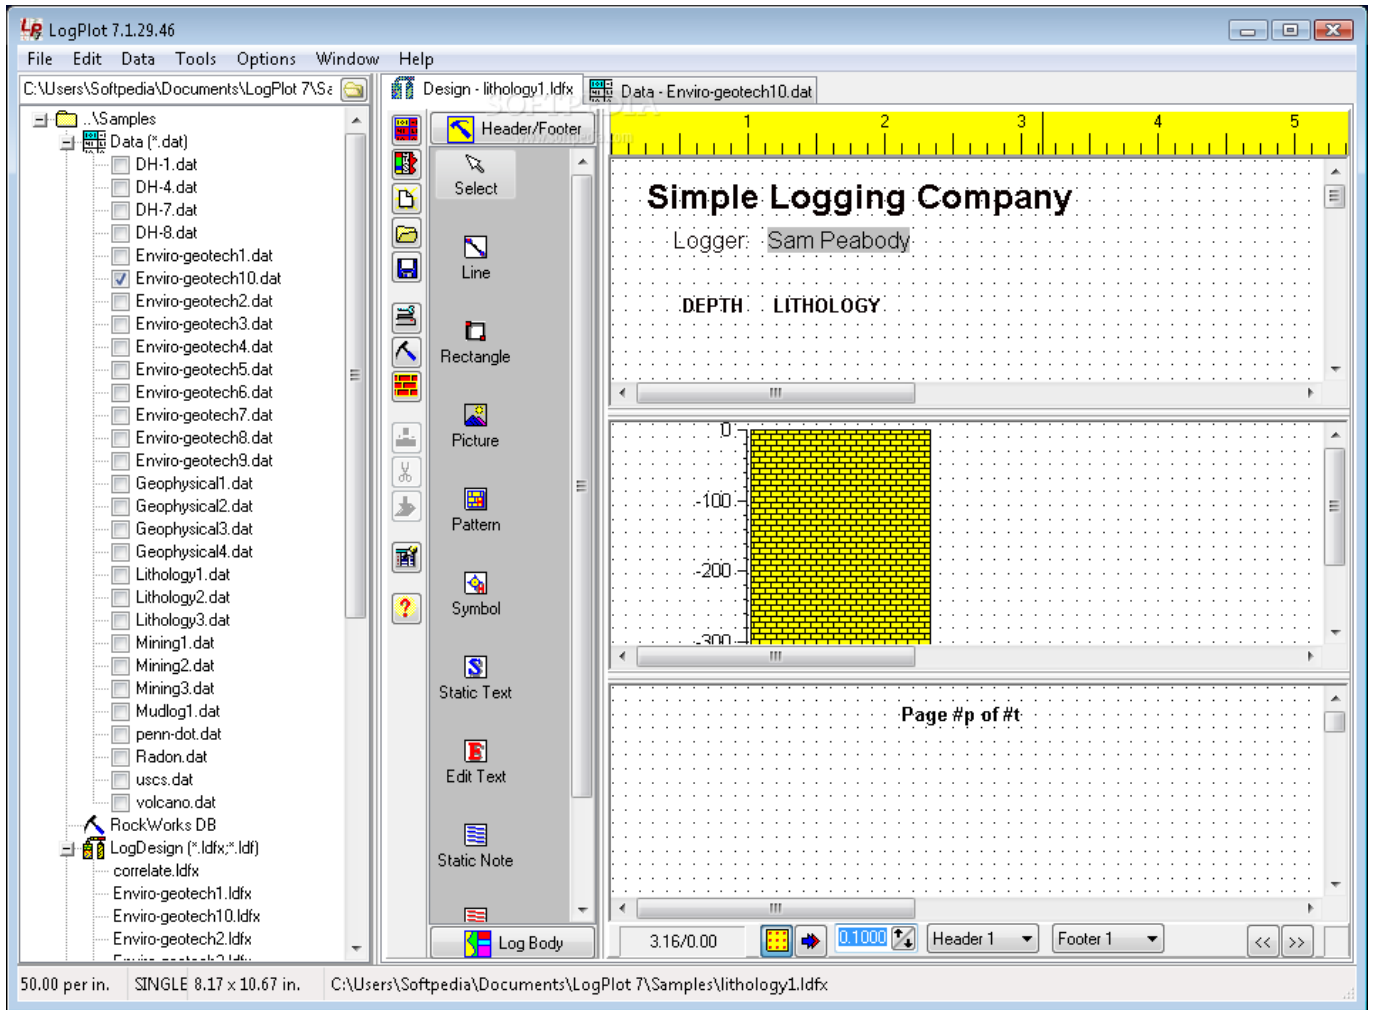 LogPlot 7.1.29.46
File Edit Data Tools Options Window Help
C:\Users\Softpedia\Documents\LogPlot 7\Sa
Design - lithology1.ldfx
Data - Enviro-geotech10.dat
SOFTPEDIA
..\Samples
Data (*.dat)
DH-1.dat
DH-4.dat
DH-7.dat
DH-8.dat
Enviro-geotech1.dat
Enviro-geotech10.dat
Enviro-geotech2.dat
Enviro-geotech3.dat
Enviro-geotech4.dat
Enviro-geotech5.dat
Enviro-geotech6.dat
Enviro-geotech7.dat
Enviro-geotech8.dat
Enviro-geotech9.dat
Geophysical1.dat
Geophysical2.dat
Geophysical3.dat
Geophysical4.dat
Lithology1.dat
Lithology2.dat
Lithology3.dat
Mining1.dat
Mining2.dat
Mining3.dat
Mudlog1.dat
penn-dot.dat
Radon.dat
uscs.dat
volcano.dat
RockWorks DB
LogDesign (*.ldfx;*.ldf)
correlate.ldfx
Enviro-geotech1.ldfx
Enviro-geotech10.ldfx
Enviro-geotech2.ldfx
Header/Footer
Select
Line
Rectangle
Picture
Pattern
Symbol
Static Text
Edit Text
Static Note
Log Body
1 2 3 4 5
Simple Logging Company
Logger: Sam Peabody
DEPTH LITHOLOGY
0
-100
-200
-300
Page #p of #t
3.16/0.00
0.1000
Header 1
Footer 1
<< >>
50.00 per in. SINGLE 8.17 x 10.67 in. C:\Users\Softpedia\Documents\LogPlot 7\Samples\lithology1.ldfx